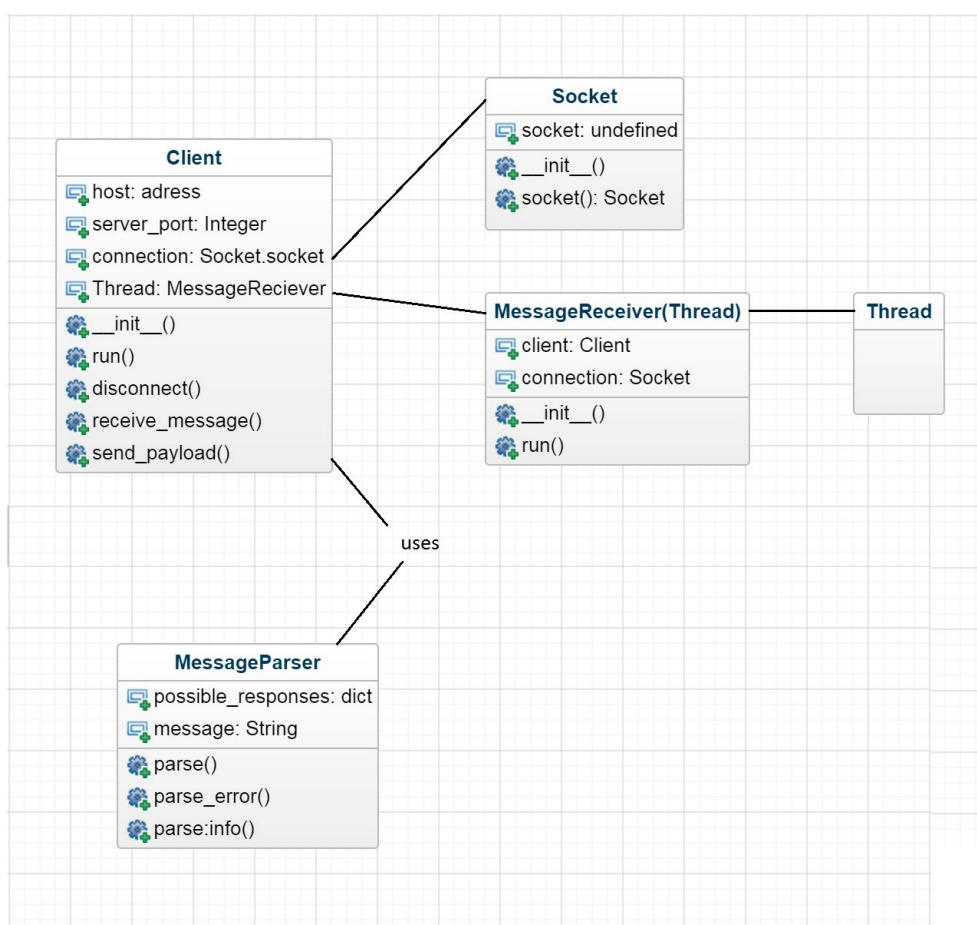 Client
host: adress
server_port: Integer
connection: Socket.socket
Thread: MessageReciever
__init__()
run()
disconnect()
receive_message()
send_payload()
Socket
socket: undefined
__init__()
socket(): Socket
MessageReceiver(Thread)
client: Client
connection: Socket
__init__()
run()
Thread
uses
MessageParser
possible_responses: dict
message: String
parse()
parse_error()
parse:info()